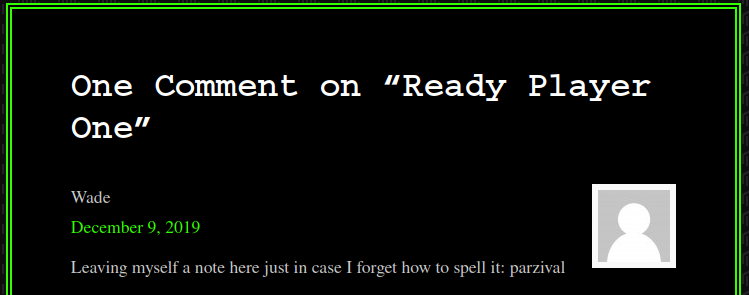 One Comment on “Ready Player
One”
Wade
December 9, 2019
Leaving myself a note here just in case I forget how to spell it: parzival